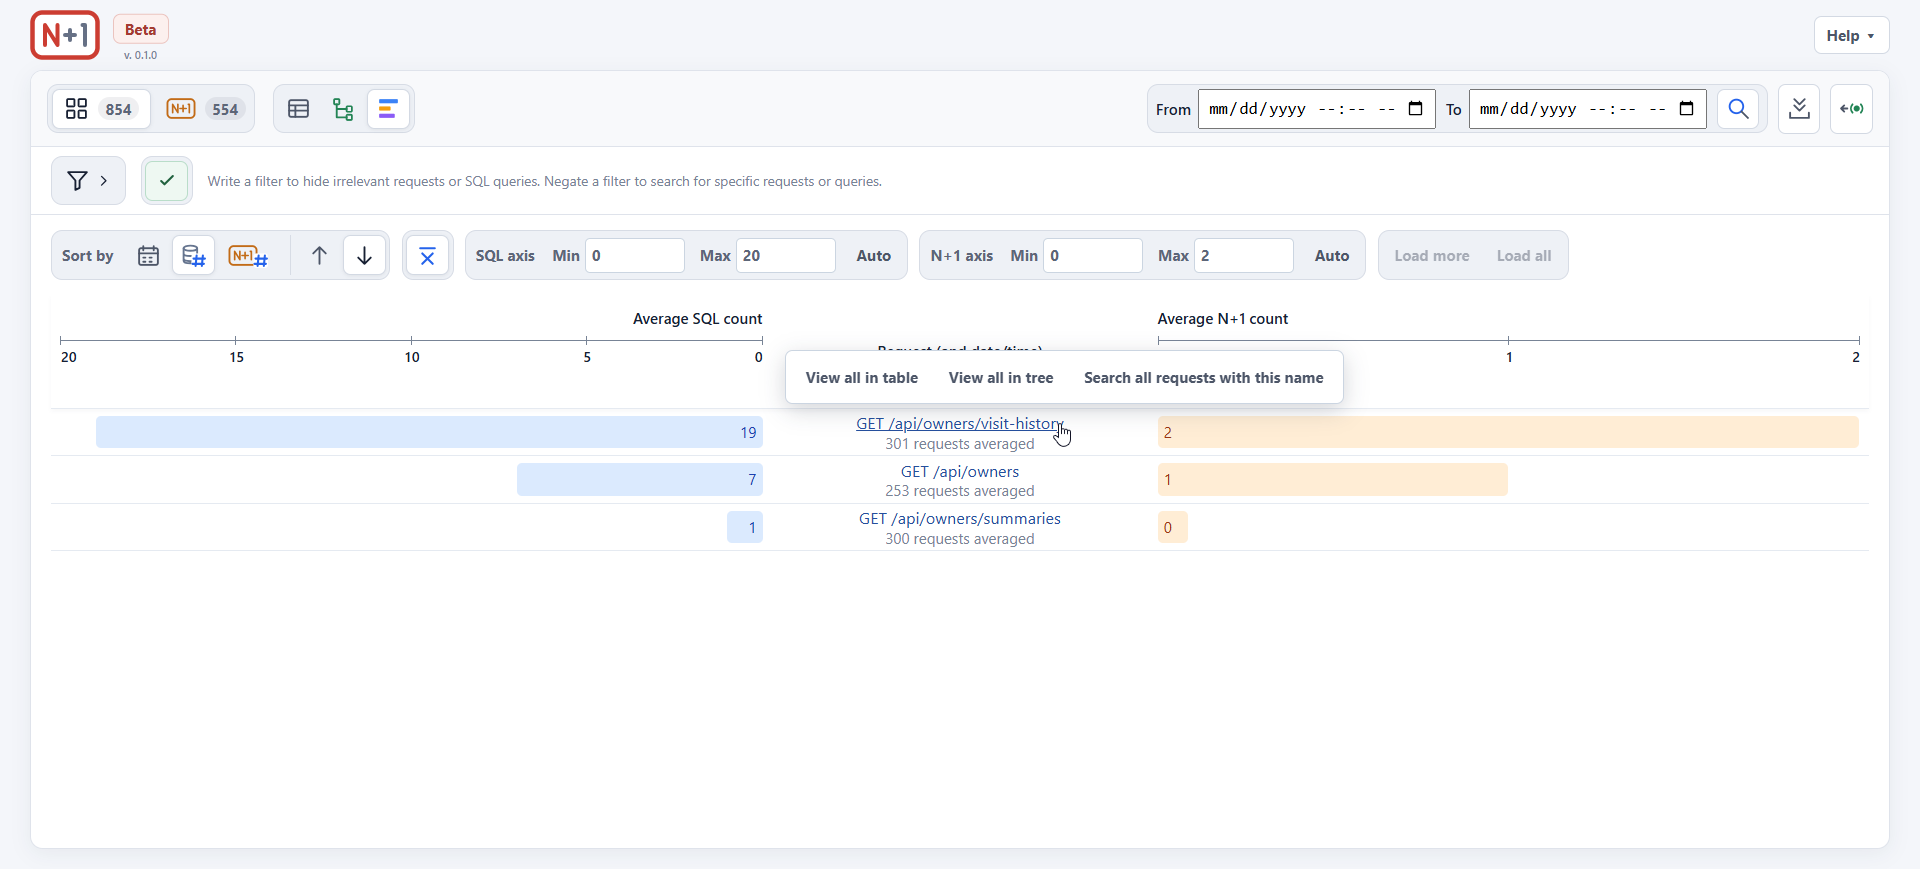 N+1 Beta
v. 0.1.0
Help
854 N+1 554
From mm/dd/yyyy --:-- -- To mm/dd/yyyy --:-- --
Write a filter to hide irrelevant requests or SQL queries. Negate a filter to search for specific requests or queries.
Sort by # N+1 # SQL axis Min 0 Max 20 Auto N+1 axis Min 0 Max 2 Auto Load more Load all
Average SQL count Average N+1 count
20 15 10 5 0 1 2
View all in table View all in tree Search all requests with this name
19 GET /api/owners/visit-history 2
301 requests averaged
7 GET /api/owners 1
253 requests averaged
1 GET /api/owners/summaries 0
300 requests averaged